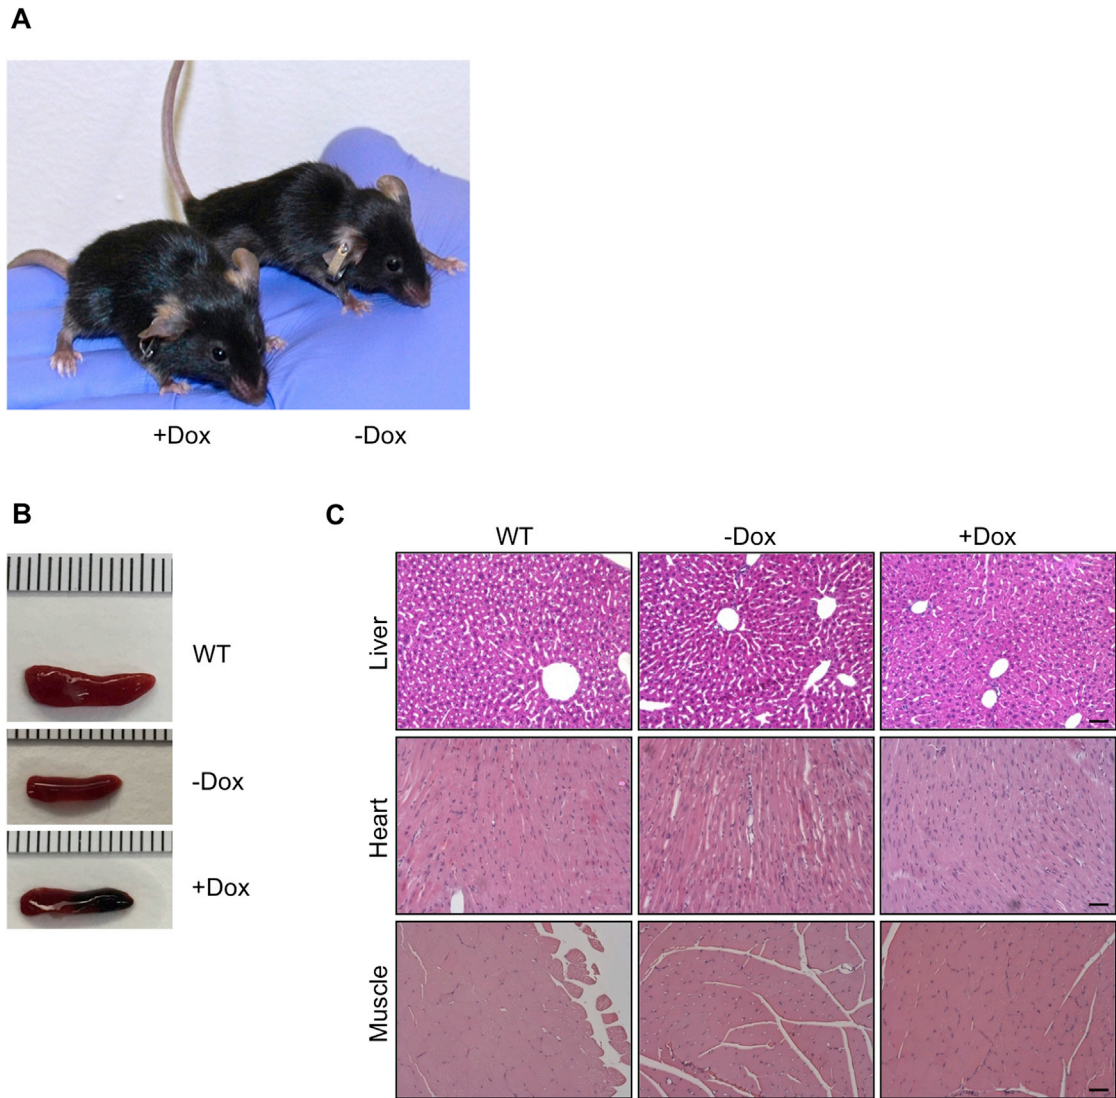 A
+Dox -Dox
B
WT
-Dox
+Dox
C
WT -Dox +Dox
Liver
Heart
Muscle